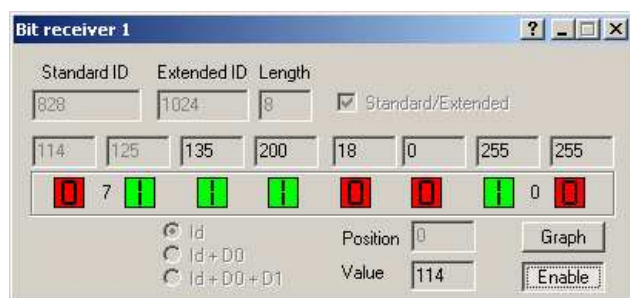 Bit receiver 1
Standard ID Extended ID Length
828 1024 8 Standard/Extended
114 125 135 200 18 0 255 255
0 7 1 1 1 0 0 1 0 0
Id
Id + D0
Id + D0 + D1
Position 0 Graph
Value 114 Enable